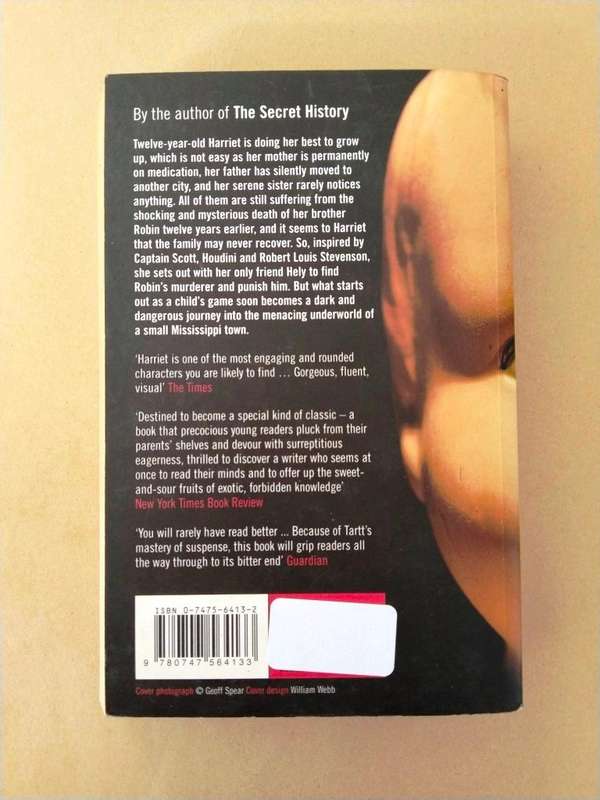 By the author of The Secret History
Twelve-year-old Harriet is doing her best to grow
up, which is not easy as her mother is permanently
on medication, her father has silently moved to
another city, and her serene sister rarely notices
anything. All of them are still suffering from the
shocking and mysterious death of her brother
Robin twelve years earlier, and it seems to Harriet
that the family may never recover. So, inspired by
Captain Scott, Houdini and Robert Louis Stevenson,
she sets out with her only friend Hely to find
Robin's murderer and punish him. But what starts
out as a child's game soon becomes a dark and
dangerous journey into the menacing underworld of
a small Mississippi town.
'Harriet is one of the most engaging and rounded
characters you are likely to find … Gorgeous, fluent,
visual' The Times
'Destined to become a special kind of classic – a
book that precocious young readers pluck from their
parents' shelves and devour with surreptitious
eagerness, thrilled to discover a writer who seems at
once to read their minds and to offer up the sweet-
and-sour fruits of exotic, forbidden knowledge'
New York Times Book Review
'You will rarely have read better ... Because of Tartt's
mastery of suspense, this book will grip readers all
the way through to its bitter end' Guardian
ISBN 0-7475-6413-2
9 780747 564133
Cover photograph © Geoff Spear Cover design William Webb